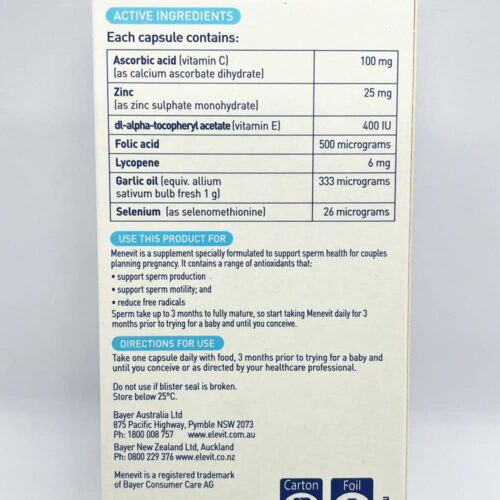 ACTIVE INGREDIENTS
Each capsule contains:
Ascorbic acid (vitamin C) 100 mg
(as calcium ascorbate dihydrate)
Zinc 25 mg
(as zinc sulphate monohydrate)
dl-alpha-tocopheryl acetate (vitamin E) 400 IU
Folic acid 500 micrograms
Lycopene 6 mg
Garlic oil (equiv. allium 333 micrograms
sativum bulb fresh 1 g)
Selenium (as selenomethionine) 26 micrograms
USE THIS PRODUCT FOR
Menevit is a supplement specially formulated to support sperm health for couples
planning pregnancy. It contains a range of antioxidants that:
• support sperm production
• support sperm motility; and
• reduce free radicals
Sperm take up to 3 months to fully mature, so start taking Menevit daily for 3
months prior to trying for a baby and until you conceive.
DIRECTIONS FOR USE
Take one capsule daily with food, 3 months prior to trying for a baby and
until you conceive or as directed by your healthcare professional.
Do not use if blister seal is broken.
Store below 25°C.
Bayer Australia Ltd
875 Pacific Highway, Pymble NSW 2073
Ph: 1800 008 757 www.elevit.com.au
Bayer New Zealand Ltd, Auckland
Ph: 0800 229 376 www.elevit.co.nz
Menevit is a registered trademark
of Bayer Consumer Care AG
Carton Foil